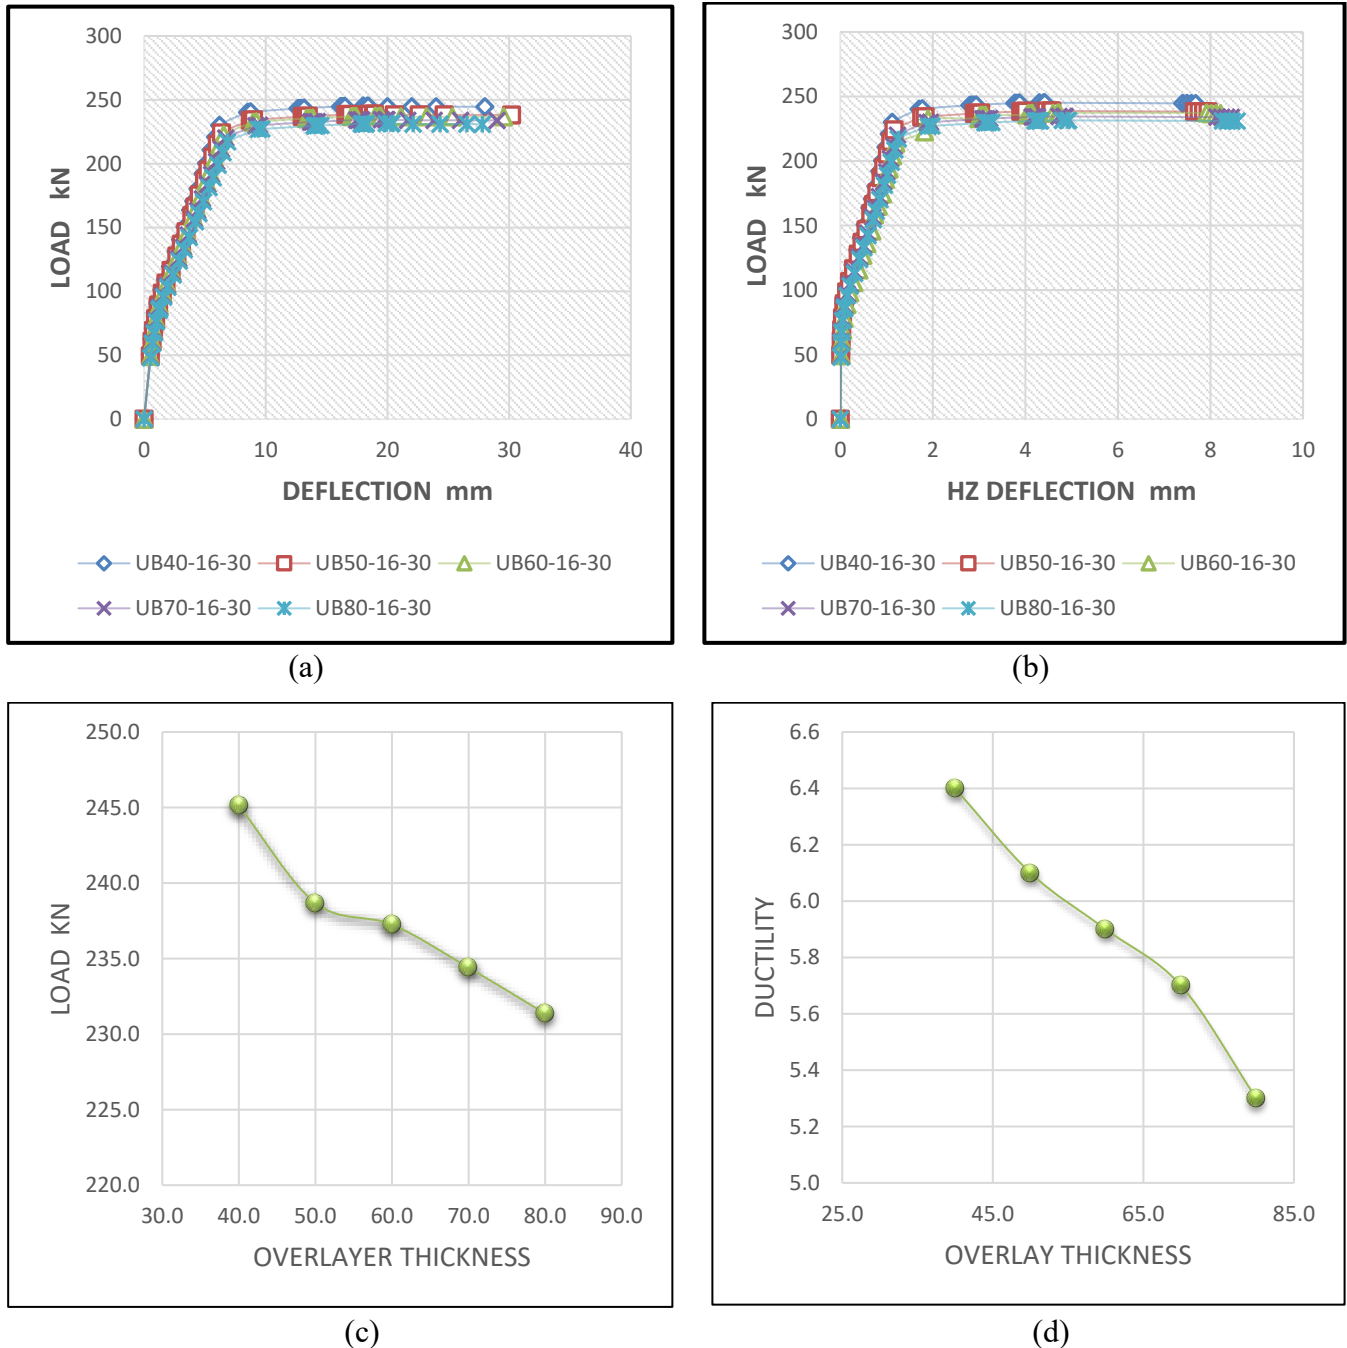 300
250
200
150
100
50
0
LOAD kN
0 10 20 30 40
DEFLECTION mm
UB40-16-30 UB50-16-30 UB60-16-30
UB70-16-30 UB80-16-30
(a)
300
250
200
150
100
50
0
LOAD kN
0 2 4 6 8 10
HZ DEFLECTION mm
UB40-16-30 UB50-16-30 UB60-16-30
UB70-16-30 UB80-16-30
(b)
250.0
245.0
240.0
235.0
230.0
225.0
220.0
LOAD KN
30.0 40.0 50.0 60.0 70.0 80.0 90.0
OVERLAYER THICKNESS
(c)
6.6
6.4
6.2
6.0
5.8
5.6
5.4
5.2
5.0
DUCTILITY
25.0 45.0 65.0 85.0
OVERLAY THICKNESS
(d)